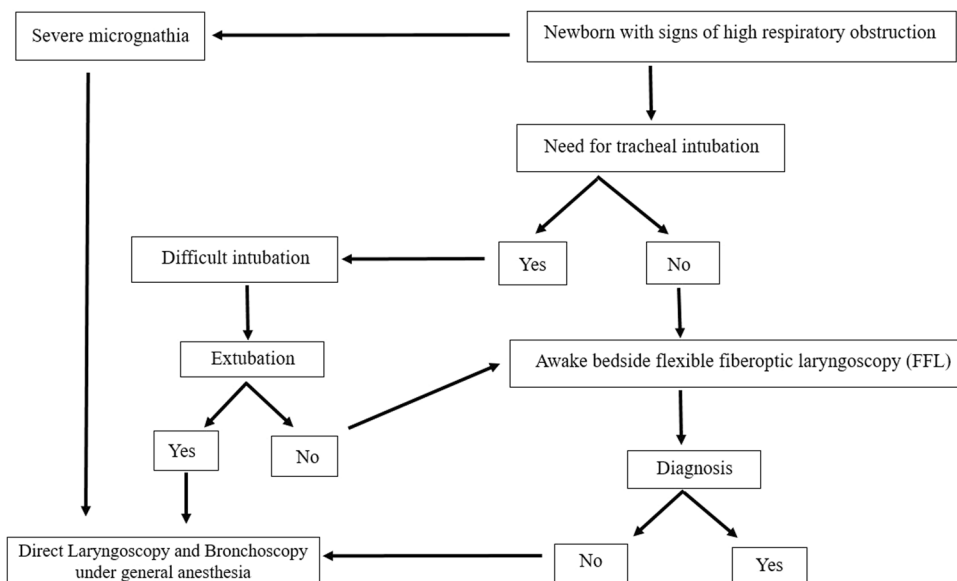 Severe micrognathia
Newborn with signs of high respiratory obstruction
Need for tracheal intubation
Difficult intubation
Yes
No
Extubation
Awake bedside flexible fiberoptic laryngoscopy (FFL)
Yes
No
Diagnosis
Direct Laryngoscopy and Bronchoscopy
under general anesthesia
No
Yes